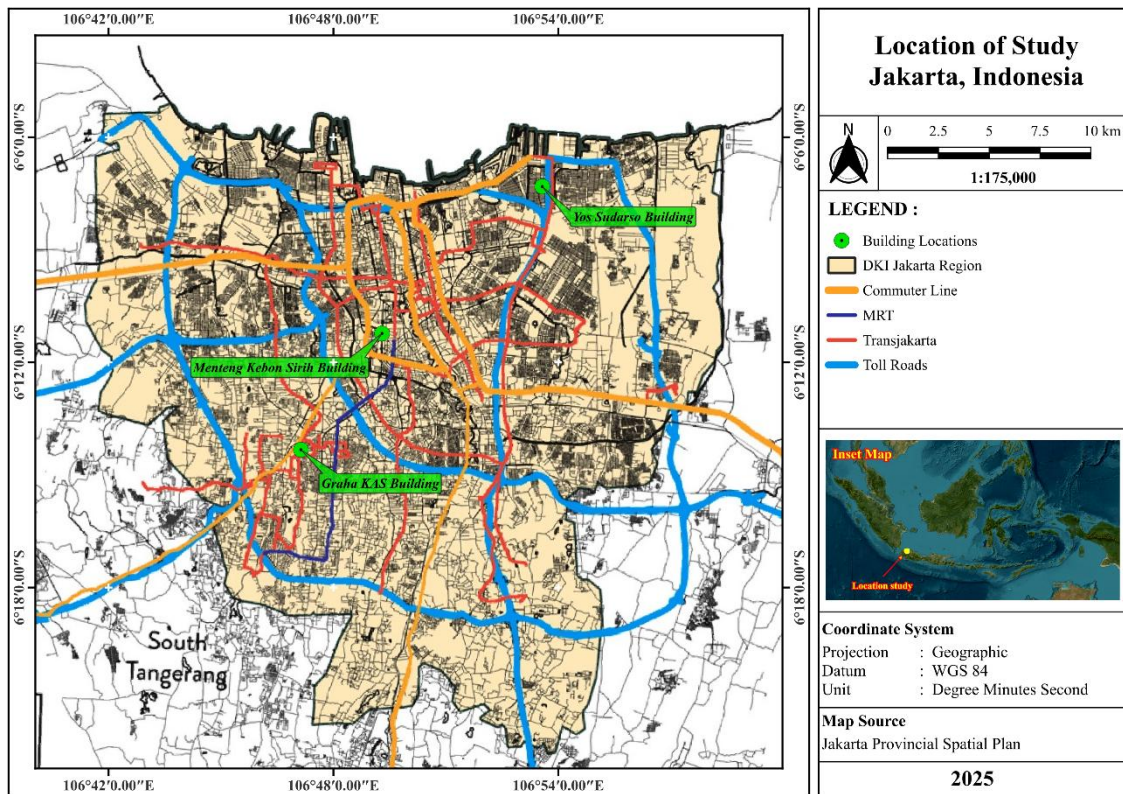 106°42'0.00"E
106°48'0.00"E
106°54'0.00"E
6°6'0.00"S
6°12'0.00"S
6°18'0.00"S
Yos Sudarso Building
Menteng Kebon Sirih Building
Graha KAS Building
South
Tangerang
6°6'0.00"S
6°12'0.00"S
6°18'0.00"S
106°42'0.00"E
106°48'0.00"E
106°54'0.00"E
Location of Study
Jakarta, Indonesia
N
0 2.5 5 7.5 10 km
1:175,000
LEGEND :
Building Locations
DKI Jakarta Region
Commuter Line
MRT
Transjakarta
Toll Roads
Inset Map
Location study
Coordinate System
Projection : Geographic
Datum : WGS 84
Unit : Degree Minutes Second
Map Source
Jakarta Provincial Spatial Plan
2025